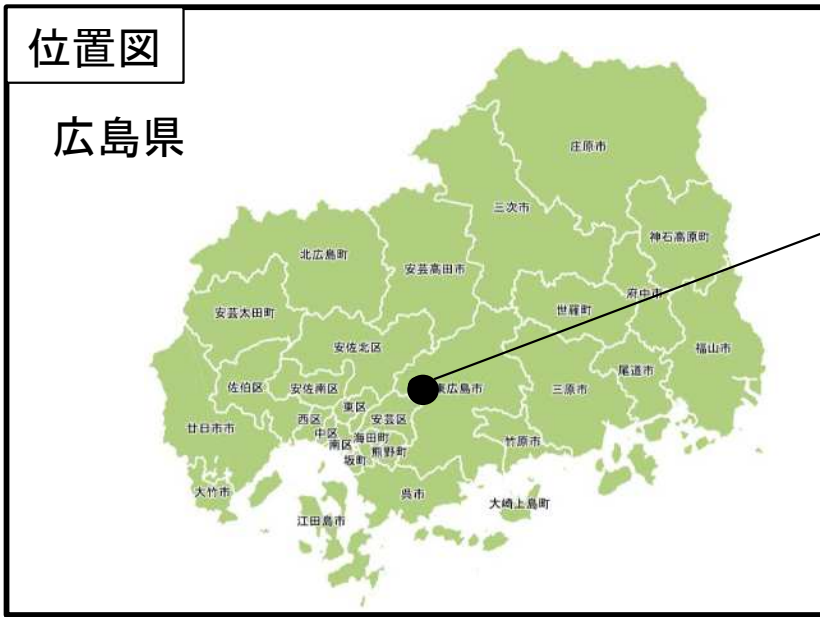 位置図
広島県
庄原市
三次市
神石高原町
北広島町
安芸高田市
府中市
世羅町
安芸太田町
安佐北区
福山市
尾道市
佐伯区
安佐南区
東広島市
三原市
東区
西区
安芸区
中区
廿日市市
海田町
南区
竹原市
熊野町
坂町
大竹市
呉市
大崎上島町
江田島市